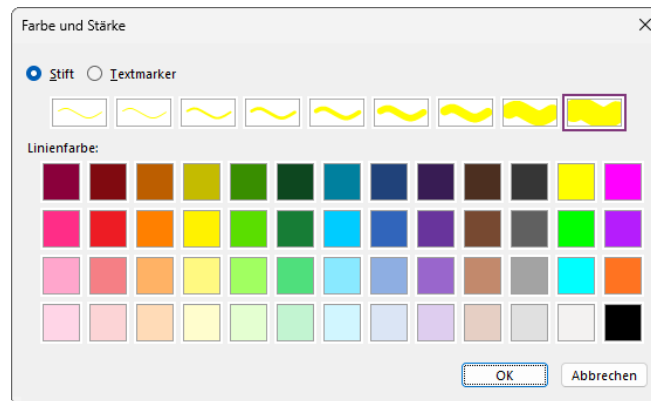 Farbe und Stärke
Stift Textmarker
Linienfarbe:
OK Abbrechen